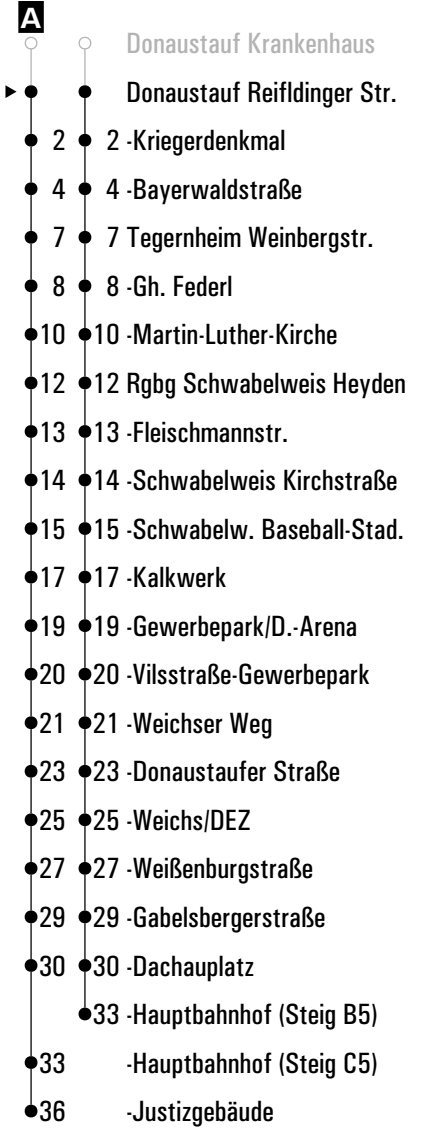 A
Donaustauf Krankenhaus
Donaustauf Reifldinger Str.
2 2 -Kriegerdenkmal
4 4 -Bayerwaldstraße
7 7 Tegernheim Weinbergstr.
8 8 -Gh. Federl
10 10 -Martin-Luther-Kirche
12 12 Rgbg Schwabelweis Heyden
13 13 -Fleischmannstr.
14 14 -Schwabelweis Kirchstraße
15 15 -Schwabelw. Baseball-Stad.
17 17 -Kalkwerk
19 19 -Gewerbepark/D.-Arena
20 20 -Vilsstraße-Gewerbepark
21 21 -Weichser Weg
23 23 -Donaustaufer Straße
25 25 -Weichs/DEZ
27 27 -Weißenburgstraße
29 29 -Gabelsbergerstraße
30 30 -Dachauplatz
33 -Hauptbahnhof (Steig B5)
33 -Hauptbahnhof (Steig C5)
36 -Justizgebäude